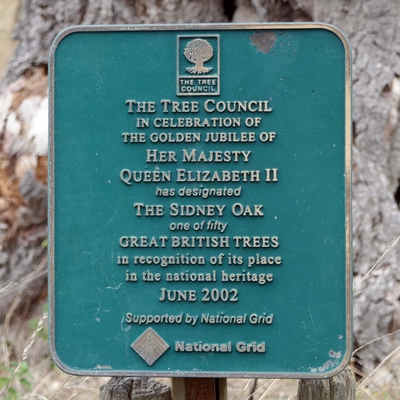 THE TREE
COUNCIL
THE TREE COUNCIL
IN CELEBRATION OF
THE GOLDEN JUBILEE OF
HER MAJESTY
QUEEN ELIZABETH II
has designated
THE SIDNEY OAK
one of fifty
GREAT BRITISH TREES
in recognition of its place
in the national heritage
JUNE 2002
Supported by National Grid
National Grid